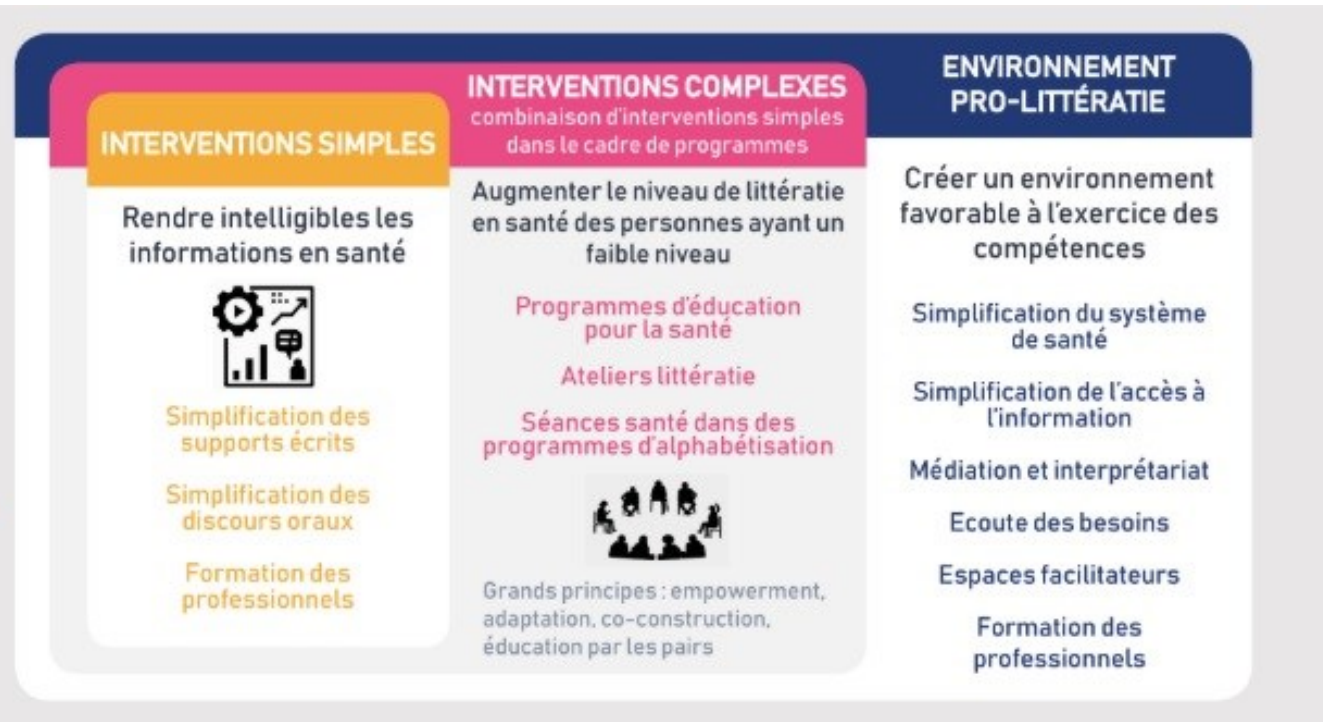 INTERVENTIONS SIMPLES
Rendre intelligibles les
informations en santé
Simplification des
supports écrits
Simplification des
discours oraux
Formation des
professionnels
INTERVENTIONS COMPLEXES
combinaison d'interventions simples
dans le cadre de programmes
Augmenter le niveau de littératie
en santé des personnes ayant un
faible niveau
Programmes d'éducation
pour la santé
Ateliers littératie
Séances santé dans des
programmes d'alphabétisation
Grands principes : empowerment,
adaptation, co-construction,
éducation par les pairs
ENVIRONNEMENT
PRO-LITTÉRATIE
Créer un environnement
favorable à l'exercice des
compétences
Simplification du système
de santé
Simplification de l'accès à
l'information
Médiation et interprétariat
Ecoute des besoins
Espaces facilitateurs
Formation des
professionnels